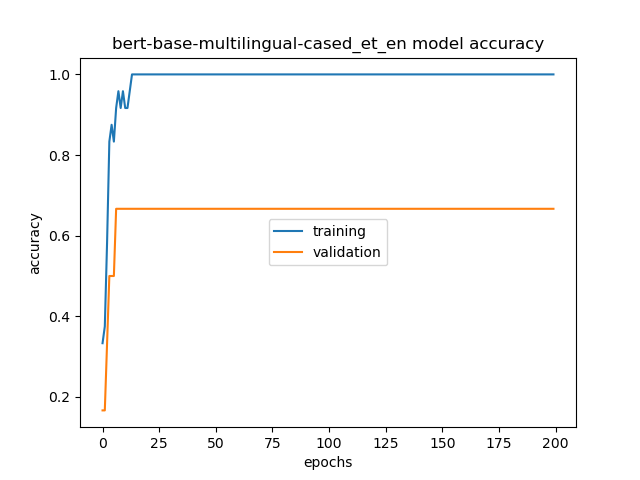 bert-base-multilingual-cased_et_en model accuracy
accuracy
1.0
0.8
0.6
0.4
0.2
training
validation
0 25 50 75 100 125 150 175 200
epochs